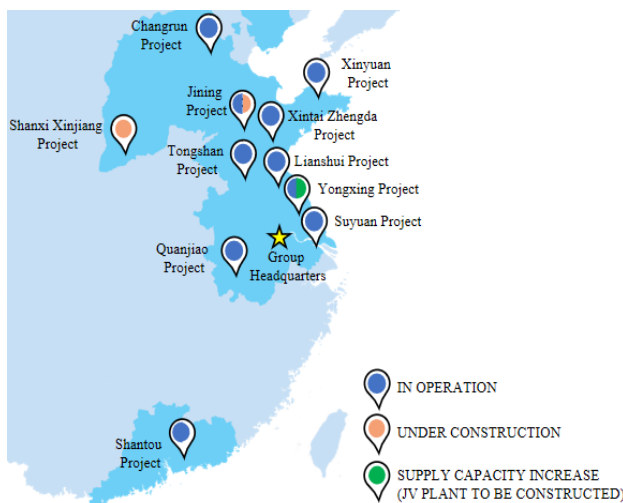 Changrun
Project
Xinyuan
Project
Jining
Project
Xintai Zhengda
Project
Shanxi Xinjiang
Project
Tongshan
Project
Lianshui Project
Yongxing Project
Suyuan Project
Quanjiao
Project
Group
Headquarters
IN OPERATION
UNDER CONSTRUCTION
Shantou
Project
SUPPLY CAPACITY INCREASE
(JV PLANT TO BE CONSTRUCTED)